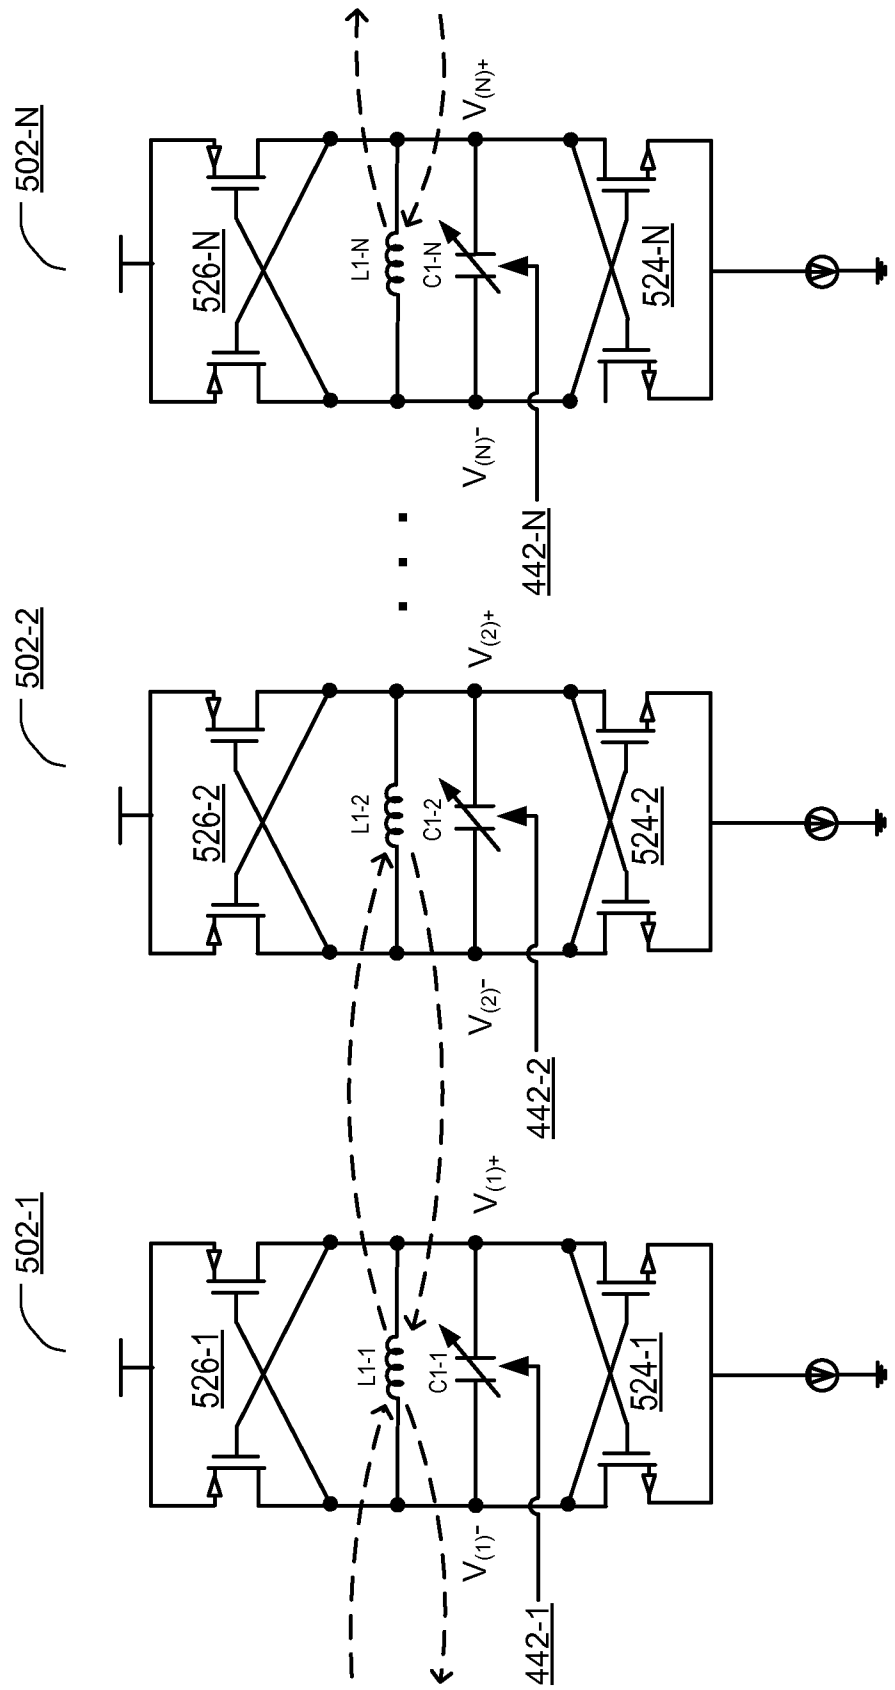 502-1
526-1
L1-1
C1-1
V(1)-
V(1)+
524-1
442-1
502-2
526-2
L1-2
C1-2
V(2)-
V(2)+
524-2
442-2
. . .
502-N
526-N
L1-N
C1-N
V(N)-
V(N)+
524-N
442-N